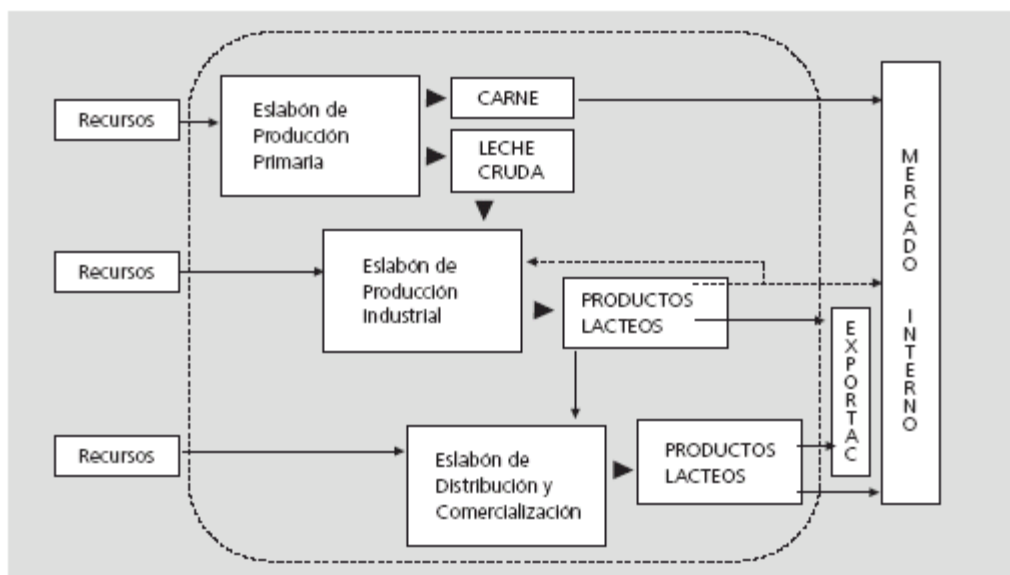 Recursos
Eslabón de
Producción
Primaria
CARNE
LECHE
CRUDA
Recursos
Eslabón de
Producción
Industrial
PRODUCTOS
LACTEOS
Recursos
Eslabón de
Distribución y
Comercialización
PRODUCTOS
LACTEOS
EXPORTAC
MERCADO INTERNO